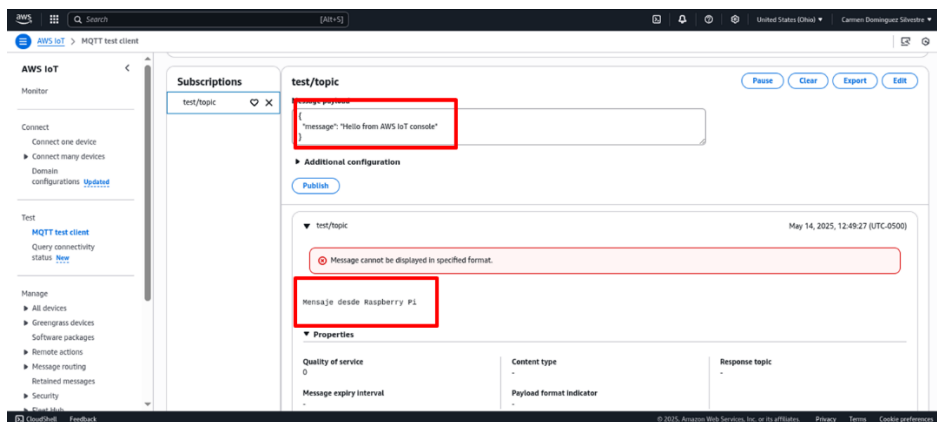 aws
Search
[Alt+S]
United States (Ohio)
Carmen Dominguez Silvestre
AWS IoT > MQTT test client
AWS IoT
Monitor
Connect
Connect one device
Connect many devices
Domain
configurations Updated
Test
MQTT test client
Query connectivity
status New
Manage
All devices
Greengrass devices
Software packages
Remote actions
Message routing
Retained messages
Security
Fleet Hub
Subscriptions
test/topic
test/topic
Pause
Clear
Export
Edit
Message payload
{
"message": "Hello from AWS IoT console"
}
Additional configuration
Publish
test/topic
May 14, 2025, 12:49:27 (UTC-0500)
Message cannot be displayed in specified format.
Mensaje desde Raspberry Pi
Properties
Quality of service
0
Content type
-
Response topic
-
Message expiry interval
-
Payload format indicator
-
CloudShell
Feedback
© 2025, Amazon Web Services, Inc. or its affiliates.
Privacy
Terms
Cookie preferences